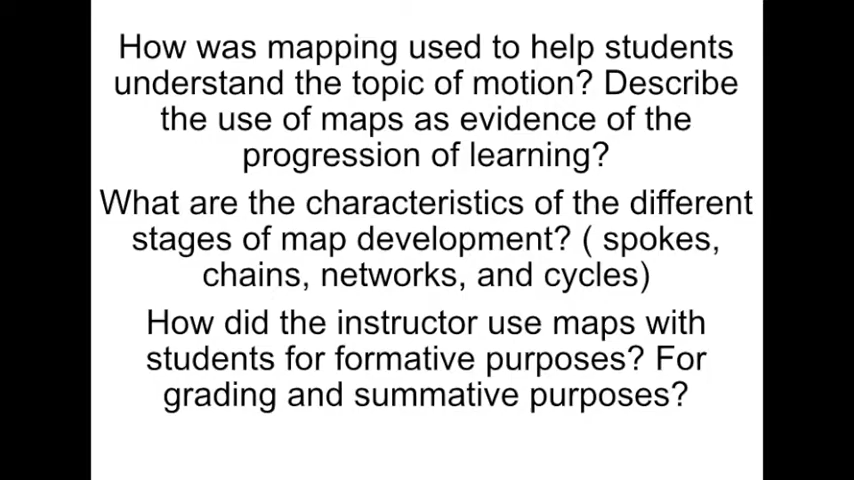 How was mapping used to help students
understand the topic of motion? Describe
the use of maps as evidence of the
progression of learning?
What are the characteristics of the different
stages of map development? ( spokes,
chains, networks, and cycles)
How did the instructor use maps with
students for formative purposes? For
grading and summative purposes?